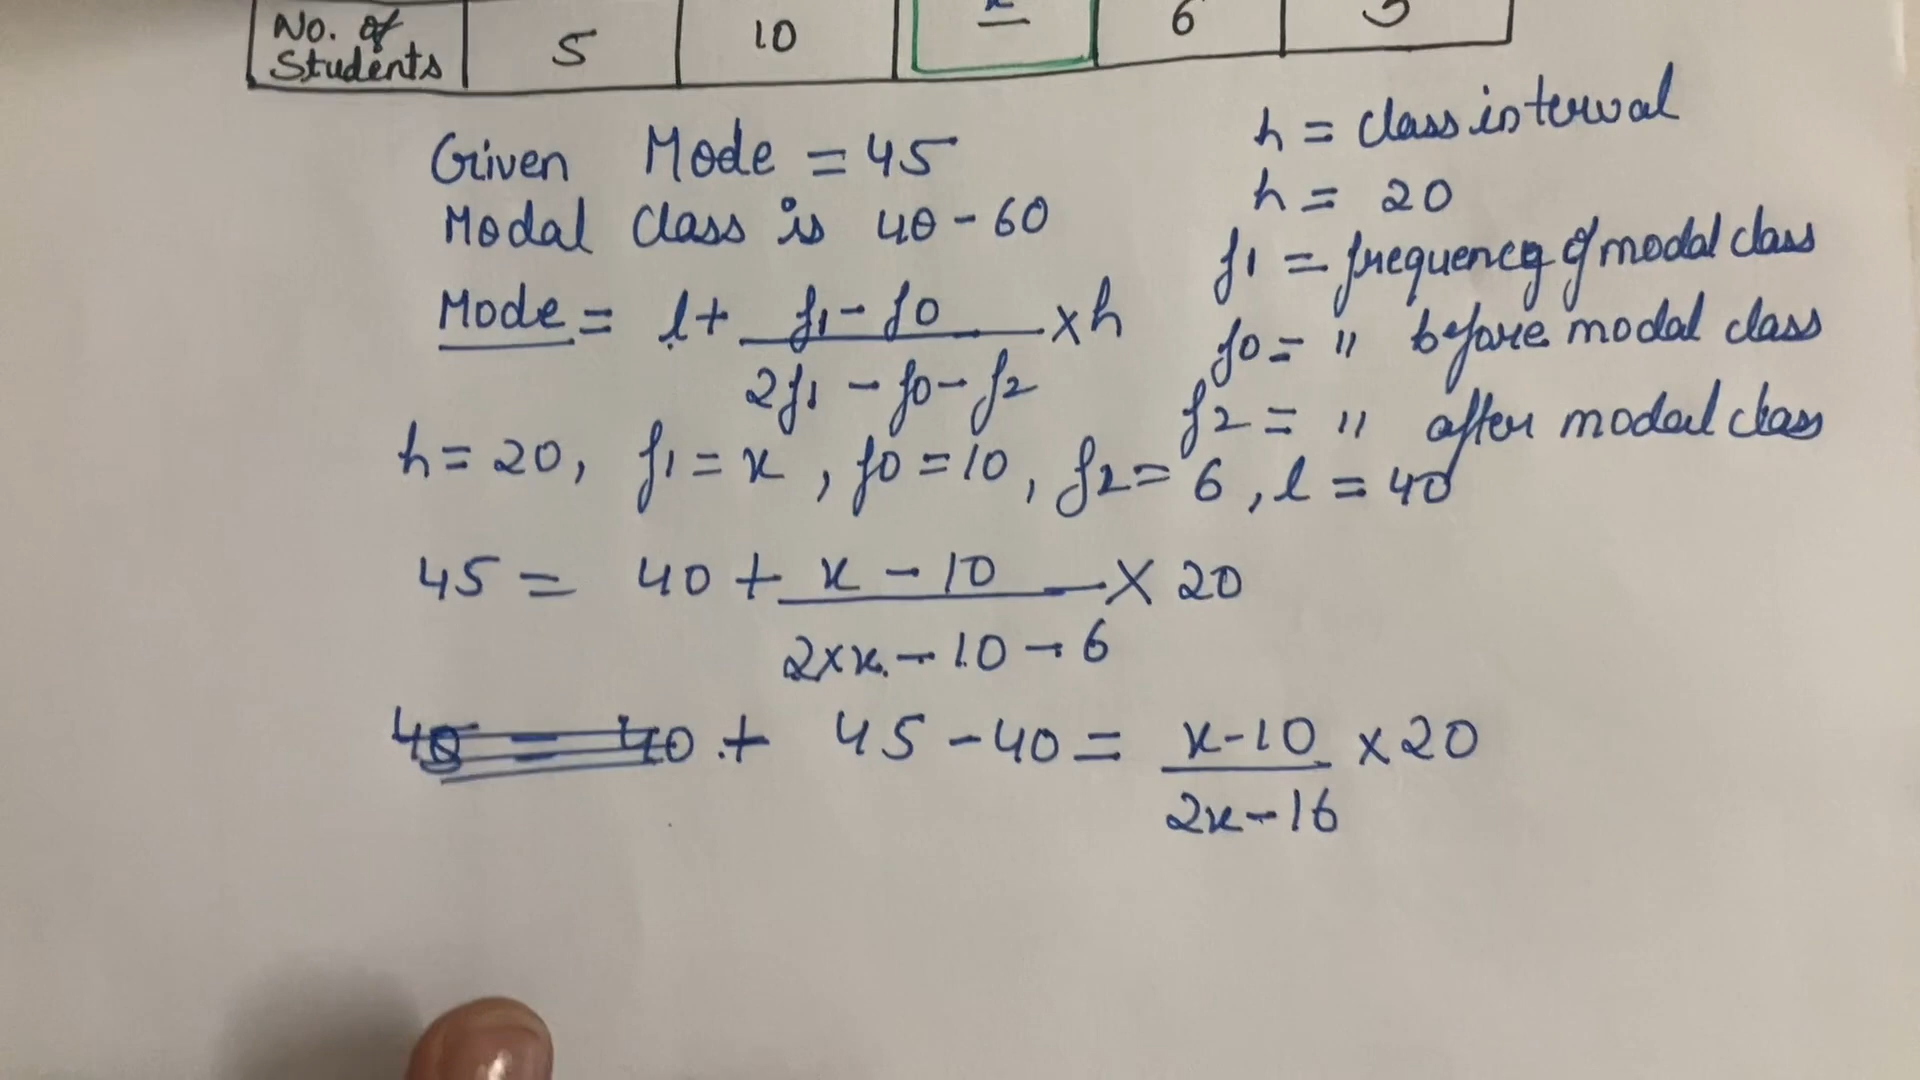 No. of Students 5 10 x 6 3
Given Mode = 45
Modal Class is 40-60
Mode = l + f1 - f0 / 2f1 - f0 - f2 × h
h = class interval
h = 20
f1 = frequency of modal class
f0 = " before modal class
f2 = " after modal class
h = 20, f1 = x, f0 = 10, f2 = 6, l = 40
45 = 40 + x - 10 / 2×x - 10 - 6 × 20
45 - 40 = x-10 / 2x-16 × 20